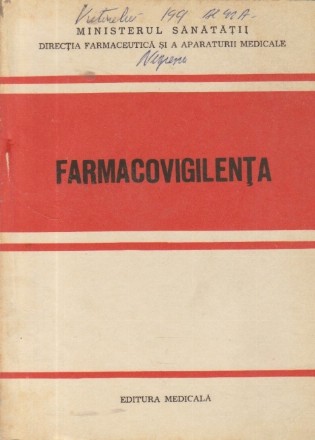 MINISTERUL SĂNĂTĂȚII
DIRECȚIA FARMACEUTICĂ ȘI A APARATURII MEDICALE
FARMACOVIGILENȚA
EDITURA MEDICALĂ